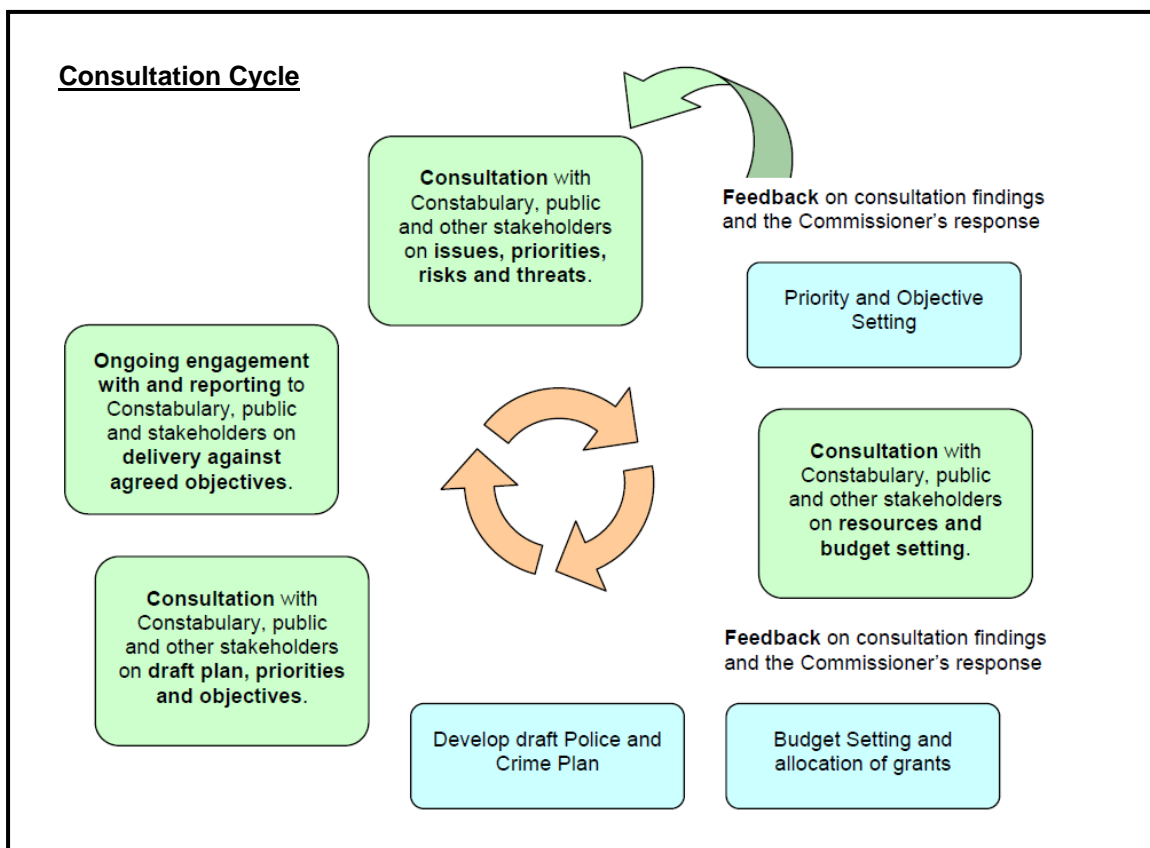 Consultation Cycle
Consultation with
Constabulary, public
and other stakeholders
on issues, priorities,
risks and threats.
Feedback on consultation findings
and the Commissioner's response
Priority and Objective
Setting
Consultation with
Constabulary, public
and other stakeholders
on resources and
budget setting.
Feedback on consultation findings
and the Commissioner's response
Budget Setting and
allocation of grants
Develop draft Police and
Crime Plan
Consultation with
Constabulary, public
and other stakeholders
on draft plan, priorities
and objectives.
Ongoing engagement
with and reporting to
Constabulary, public
and stakeholders on
delivery against
agreed objectives.